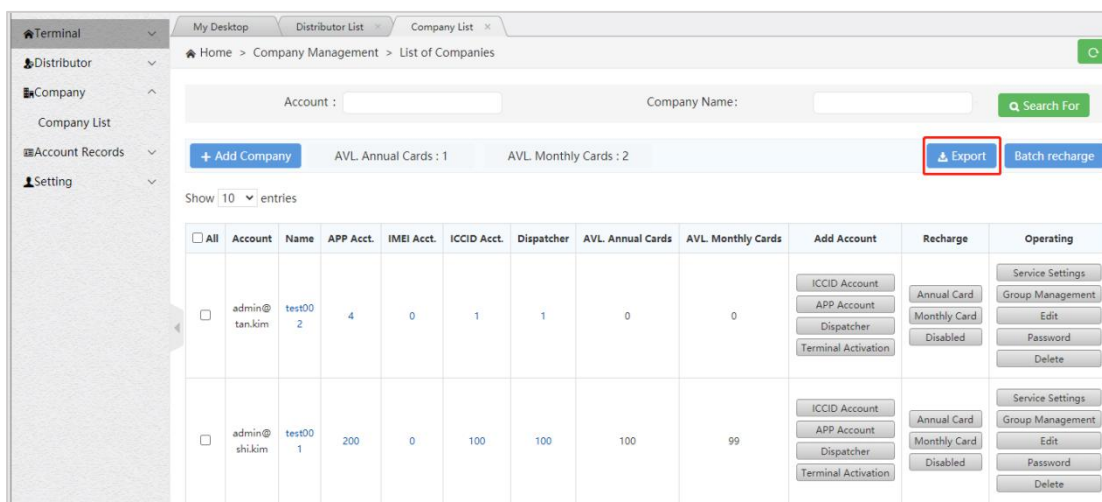 My Desktop Distributor List × Company List ×
Terminal
Home > Company Management > List of Companies
Distributor
Company
Account : Company Name: Search For
Company List
Account Records
+ Add Company AVL. Annual Cards : 1 AVL. Monthly Cards : 2 Export Batch recharge
Setting
Show 10 entries
All Account Name APP Acct. IMEI Acct. ICCID Acct. Dispatcher AVL. Annual Cards AVL. Monthly Cards Add Account Recharge Operating
admin@
tan.kim
test00
2
4 0 1 1 0 0
ICCID Account
APP Account
Dispatcher
Terminal Activation
Annual Card
Monthly Card
Disabled
Service Settings
Group Management
Edit
Password
Delete
admin@
shi.kim
test00
1
200 0 100 100 100 99
ICCID Account
APP Account
Dispatcher
Terminal Activation
Annual Card
Monthly Card
Disabled
Service Settings
Group Management
Edit
Password
Delete